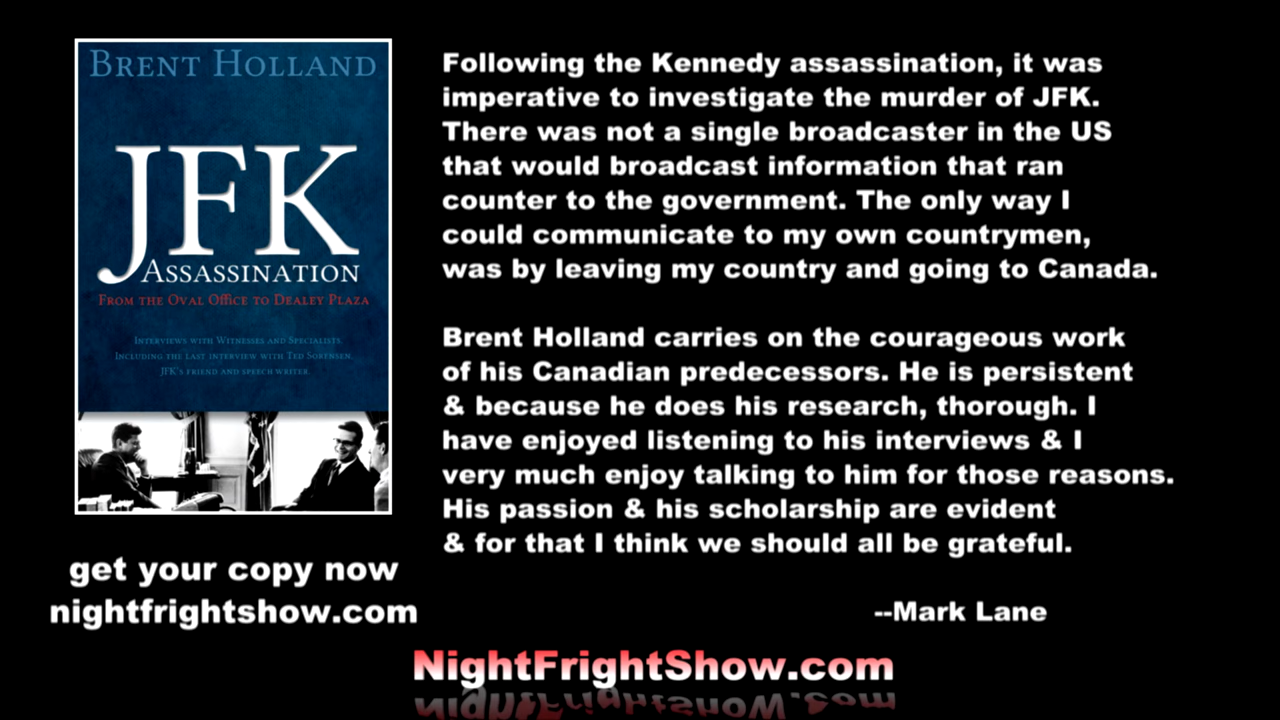 BRENT HOLLAND
JFK
ASSASSINATION
FROM THE OVAL OFFICE TO DEALEY PLAZA
INTERVIEWS WITH WITNESSES AND SPECIALISTS.
INCLUDING THE LAST INTERVIEW WITH TED SORENSEN,
JFK'S FRIEND AND SPEECH WRITER.
get your copy now
nightfrightshow.com
Following the Kennedy assassination, it was
imperative to investigate the murder of JFK.
There was not a single broadcaster in the US
that would broadcast information that ran
counter to the government. The only way I
could communicate to my own countrymen,
was by leaving my country and going to Canada.
Brent Holland carries on the courageous work
of his Canadian predecessors. He is persistent
& because he does his research, thorough. I
have enjoyed listening to his interviews & I
very much enjoy talking to him for those reasons.
His passion & his scholarship are evident
& for that I think we should all be grateful.
--Mark Lane
NightFrightShow.com